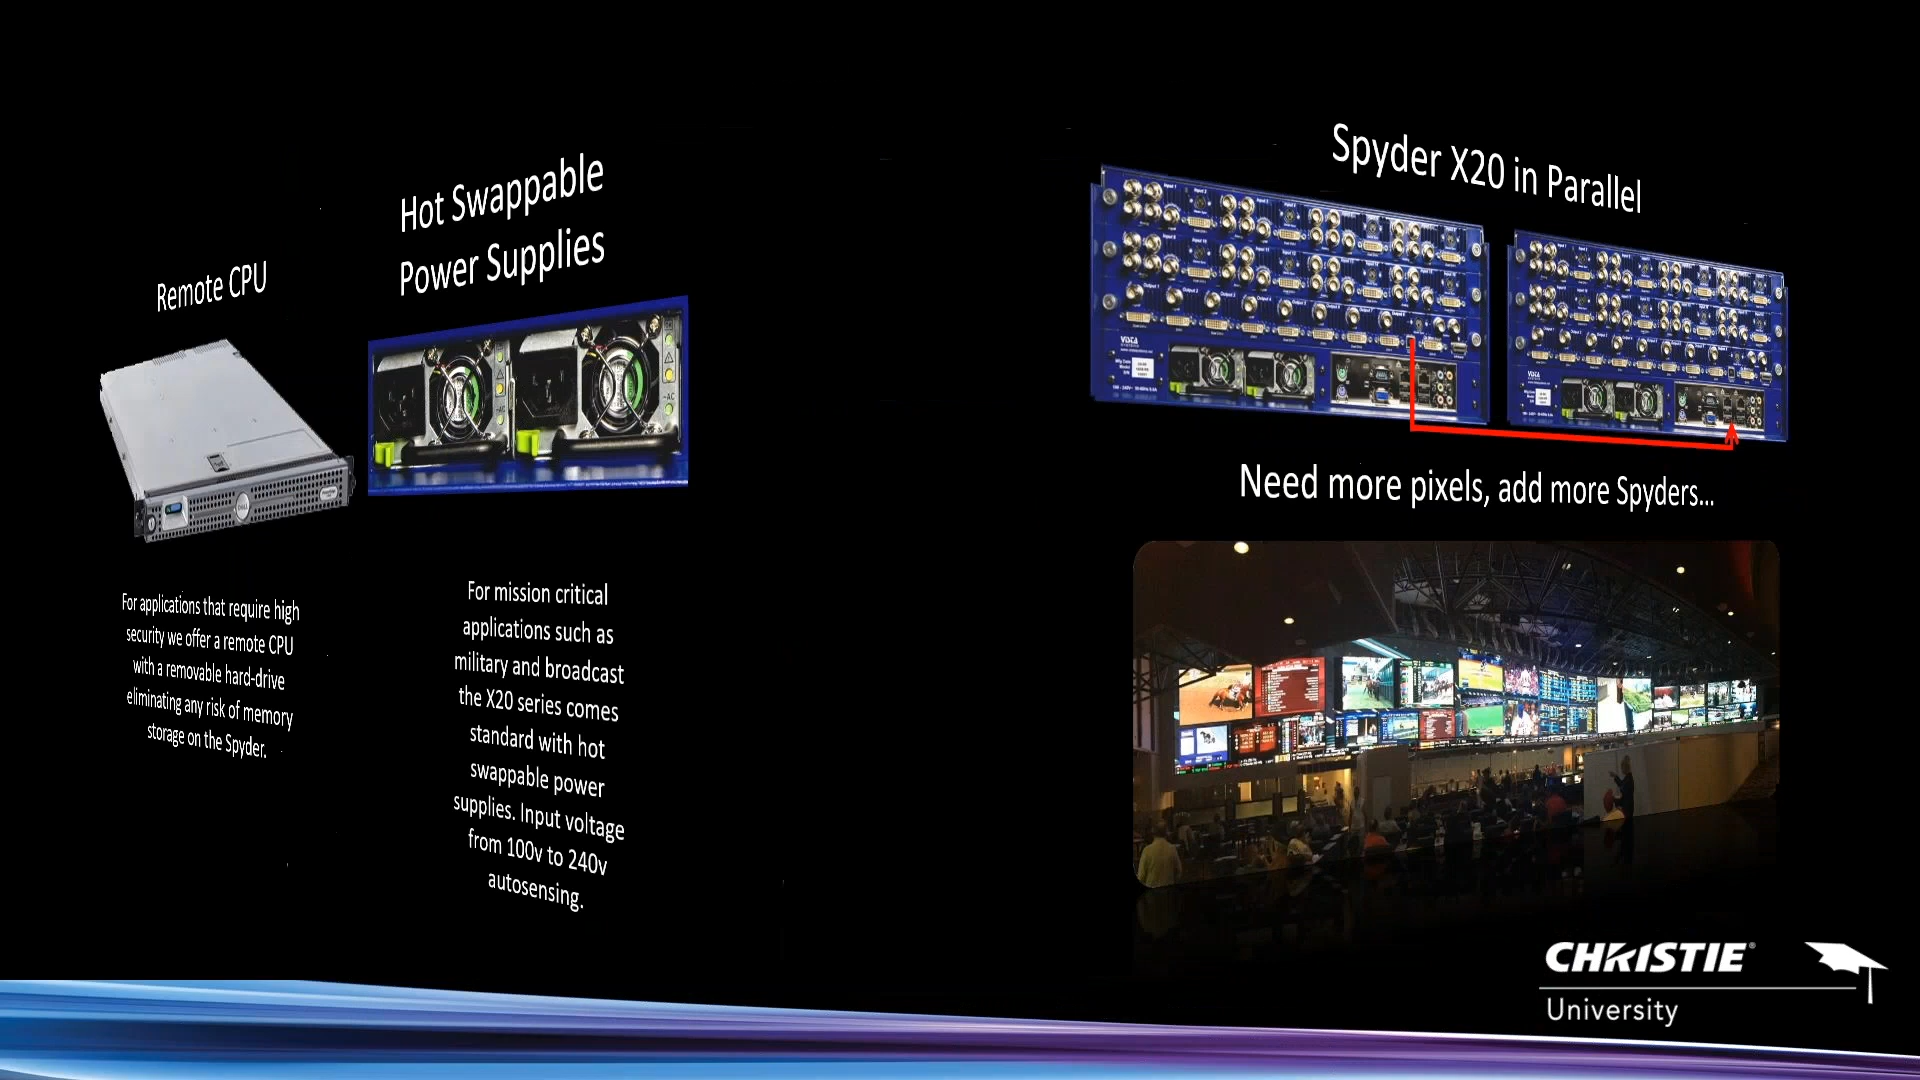 Remote CPU
For applications that require high
security we offer a remote CPU
with a removable hard-drive
eliminating any risk of memory
storage on the Spyder.
Hot Swappable
Power Supplies
For mission critical
applications such as
military and broadcast
the X20 series comes
standard with hot
swappable power
supplies. Input voltage
from 100v to 240v
autosensing.
Spyder X20 in Parallel
VISTA
Need more pixels, add more Spyders...
CHRISTIE®
University